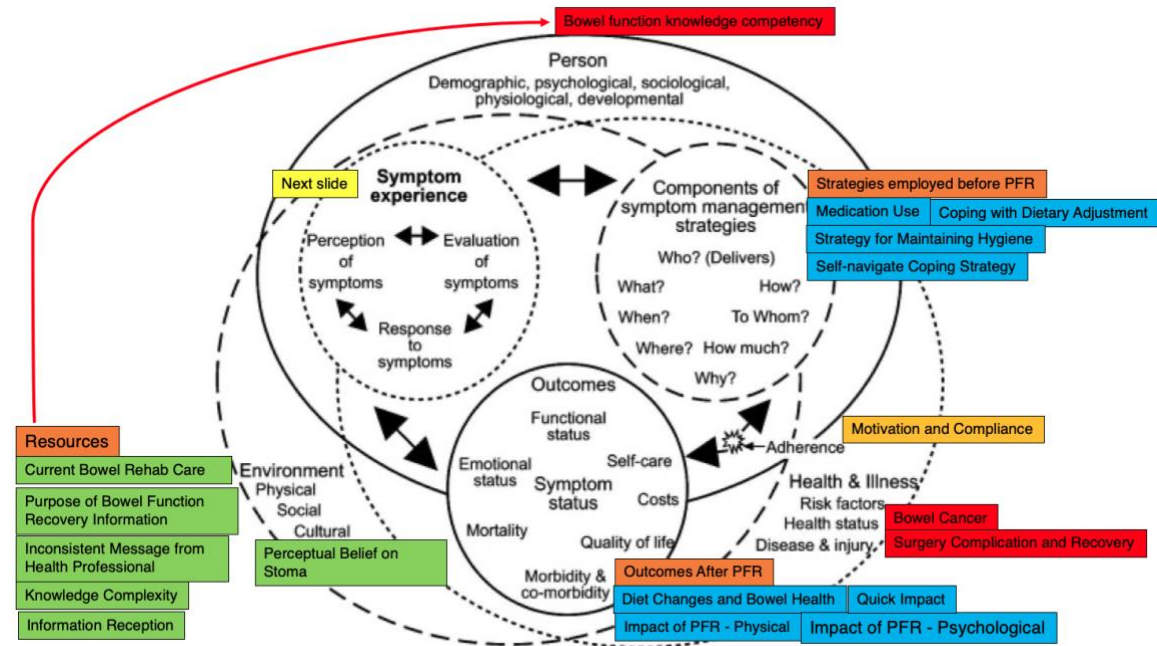 Bowel function knowledge competency
Person
Demographic, psychological, sociological,
physiological, developmental
Next slide
Symptom
experience
Perception
of
symptoms
Evaluation
of
symptoms
Response
to
symptoms
Components of
symptom management
strategies
Who? (Delivers)
What?
How?
When?
To Whom?
Where?
How much?
Why?
Strategies employed before PFR
Medication Use
Coping with Dietary Adjustment
Strategy for Maintaining Hygiene
Self-navigate Coping Strategy
Outcomes
Functional
status
Emotional
status
Self-care
Symptom
status
Costs
Mortality
Quality of life
Morbidity &
co-morbidity
Adherence
Motivation and Compliance
Resources
Current Bowel Rehab Care
Purpose of Bowel Function
Recovery Information
Inconsistent Message from
Health Professional
Knowledge Complexity
Information Reception
Environment
Physical
Social
Cultural
Perceptual Belief on
Stoma
Health & Illness
Risk factors
Health status
Disease & injury
Bowel Cancer
Surgery Complication and Recovery
Outcomes After PFR
Diet Changes and Bowel Health
Quick Impact
Impact of PFR - Physical
Impact of PFR - Psychological